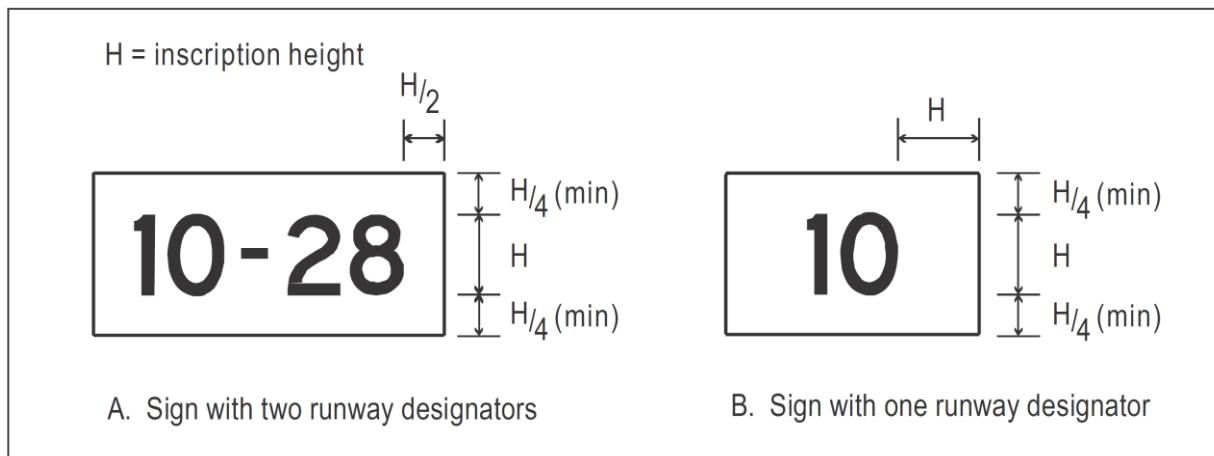 H = inscription height
H/2
H
10-28
H/4 (min)
H
H/4 (min)
10
H/4 (min)
H
H/4 (min)
A. Sign with two runway designators
B. Sign with one runway designator